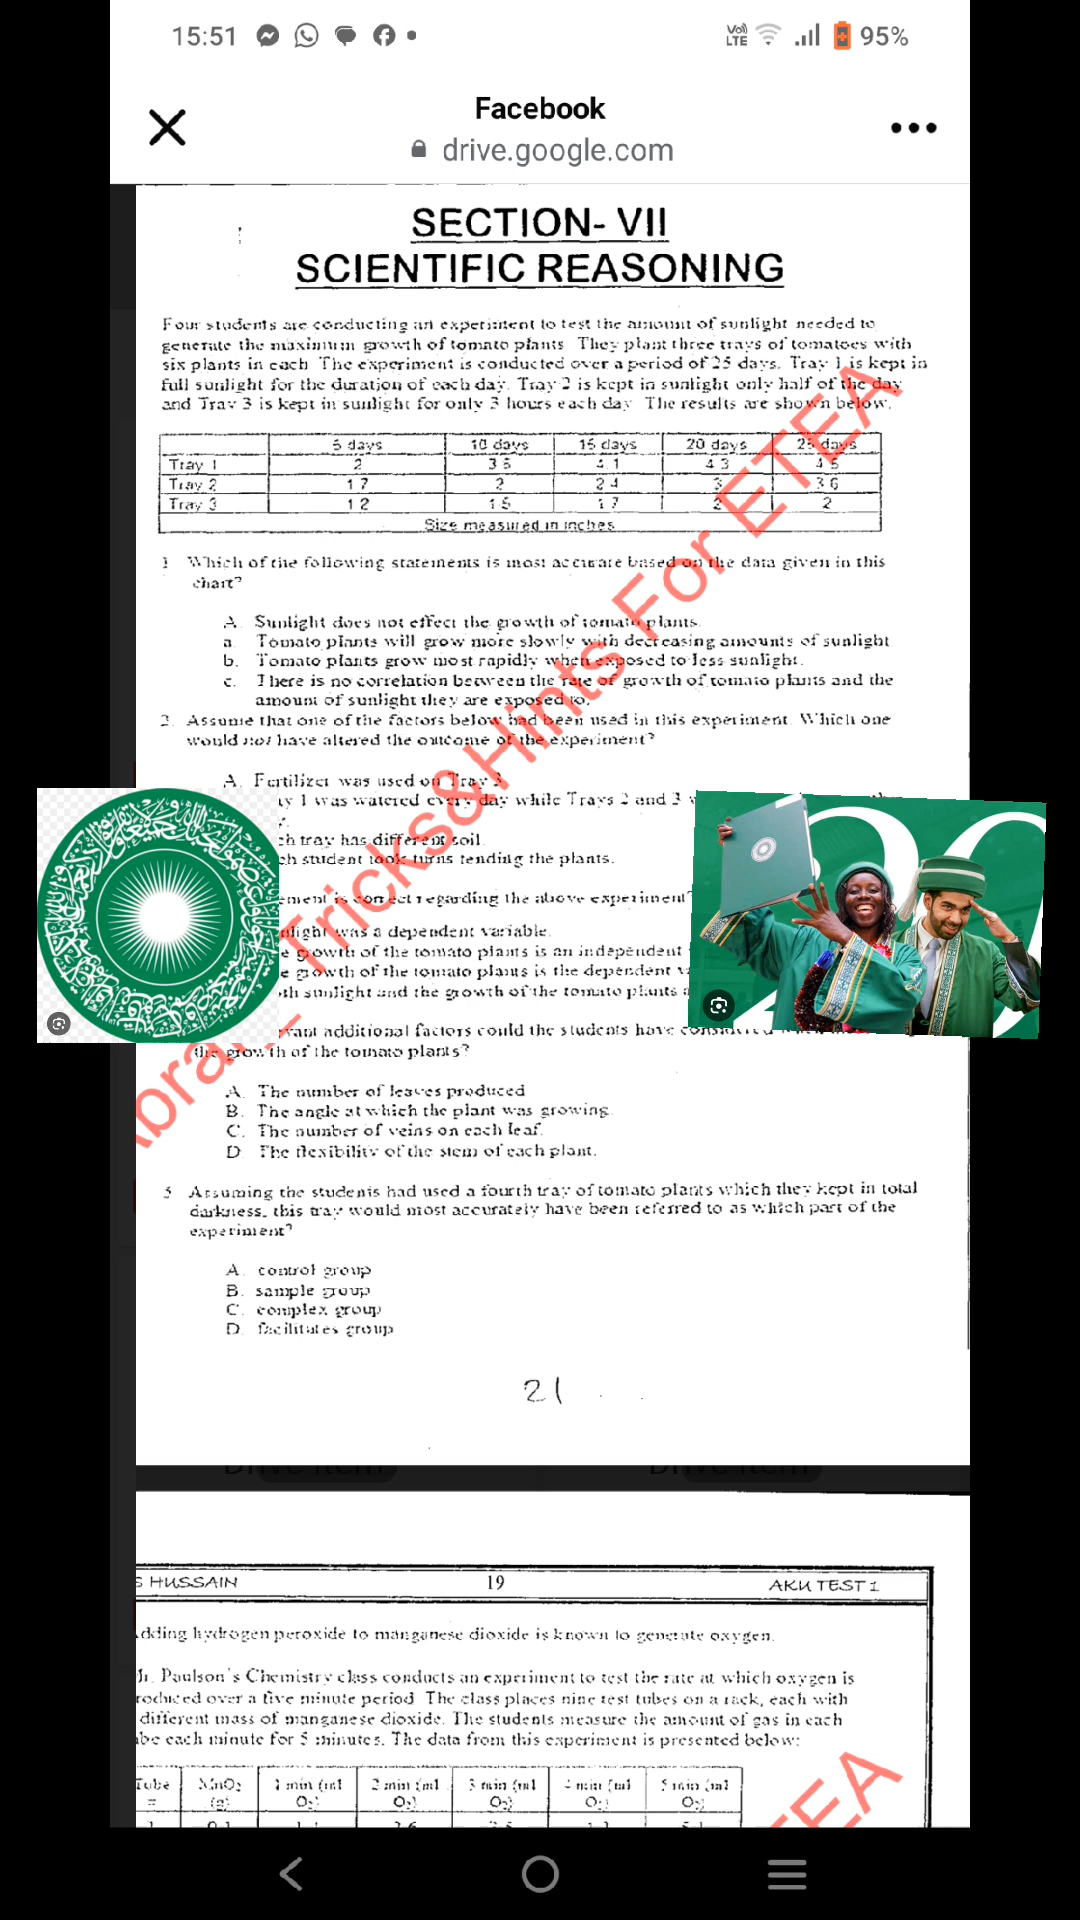 15:51
Vo)
LTE
95%
Facebook
drive.google.com
SECTION- VII
SCIENTIFIC REASONING
Four students are conducting an experiment to test the amount of sunlight needed to
generate the maximum growth of tomato plants They plant three trays of tomatoes with
six plants in each The experiment is conducted over a period of 25 days. Tray 1 is kept in
full sunlight for the duration of each day. Tray 2 is kept in sunlight only half of the day
and Tray 3 is kept in sunlight for only 3 hours each day The results are shown below.
5 days 10 days 15 days 20 days 25 days
Tray 1 2 3 5 4 1 4 3 4 5
Tray 2 1 7 2 2 4 3 3 6
Tray 3 1 2 1 5 1 7 2 2
Size measured in inches
1 Which of the following statements is most accurate based on the data given in this
chart?
A. Sunlight does not effect the growth of tomato plants.
a. Tomato plants will grow more slowly with decreasing amounts of sunlight
b. Tomato plants grow most rapidly when exposed to less sunlight.
c. There is no correlation between the rate of growth of tomato plants and the
amount of sunlight they are exposed to.
2. Assume that one of the factors below had been used in this experiment. Which one
would not have altered the outcome of the experiment?
A. Fertilizer was used on Tray 3
ay 1 was watered every day while Trays 2 and 3
ch tray has different soil.
ch student took turns tending the plants.
ement is correct regarding the above experiment?
nlight was a dependent variable.
e growth of the tomato plants is an independent
e growth of the tomato plants is the dependent v
th sunlight and the growth of the tomato plants a
vant additional factors could the students have considered
the growth of the tomato plants?
A. The number of leaves produced
B. The angle at which the plant was growing.
C. The number of veins on each leaf.
D The flexibility of the stem of each plant.
5 Assuming the students had used a fourth tray of tomato plants which they kept in total
darkness, this tray would most accurately have been referred to as which part of the
experiment?
A. control group
B. sample group
C. complex group
D. facilitates group
21
Tricks&Hints For ETEA
S HUSSAIN 19 AKU TEST 1
dding hydrogen peroxide to manganese dioxide is known to generate oxygen.
Mr. Paulson's Chemistry class conducts an experiment to test the rate at which oxygen is
roduced over a five minute period The class places nine test tubes on a rack, each with
different mass of manganese dioxide. The students measure the amount of gas in each
be each minute for 5 minutes. The data from this experiment is presented below:
Tube MnO2 1 min (ml 2 min (ml 3 min (ml 4 min (ml 5 min (ml
(g) O2) O2) O2) O2) O2)
ETEA